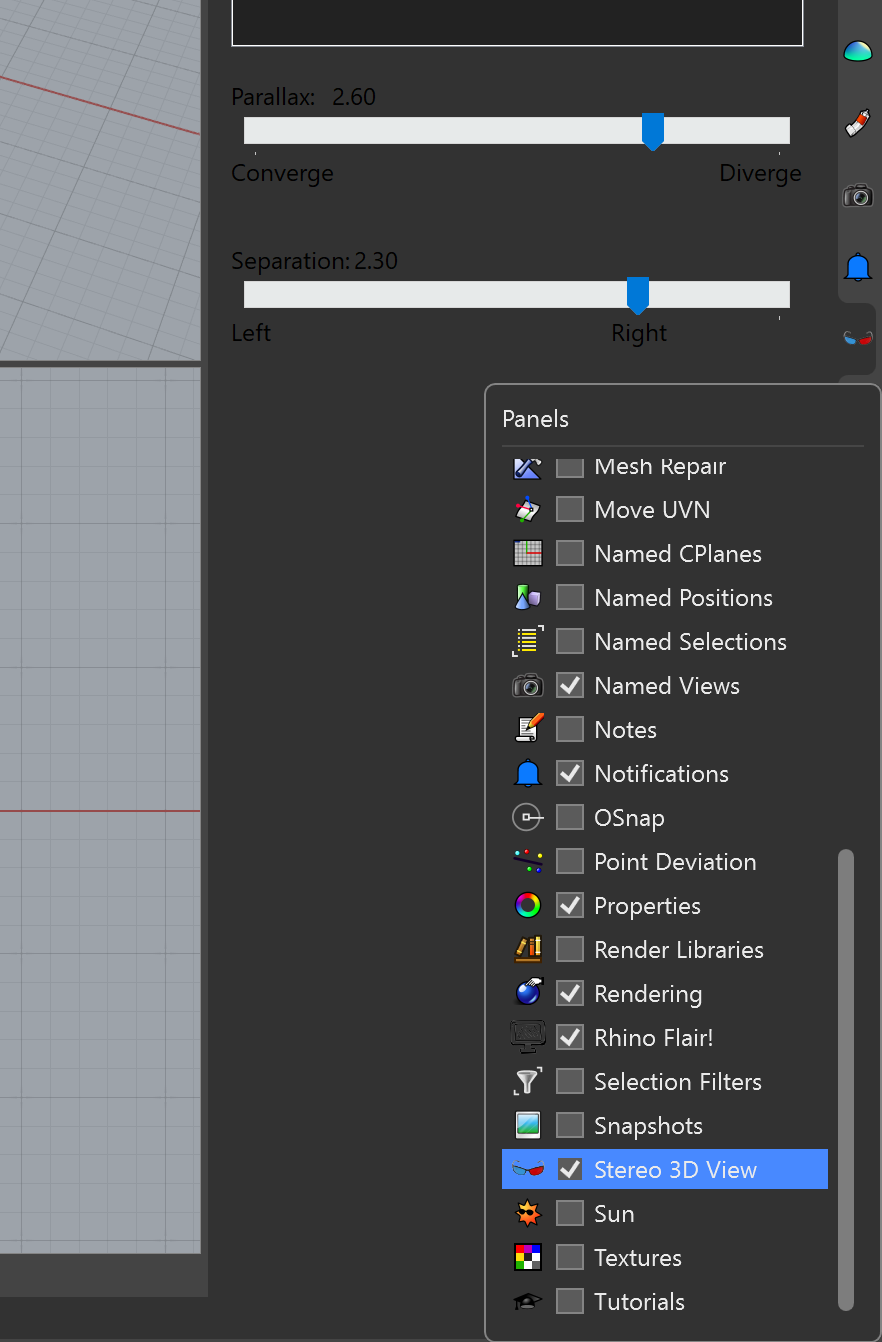 Parallax: 2.60
Converge Diverge
Separation: 2.30
Left Right
Panels
Mesh Repair
Move UVN
Named CPlanes
Named Positions
Named Selections
Named Views
Notes
Notifications
OSnap
Point Deviation
Properties
Render Libraries
Rendering
Rhino Flair!
Selection Filters
Snapshots
Stereo 3D View
Sun
Textures
Tutorials